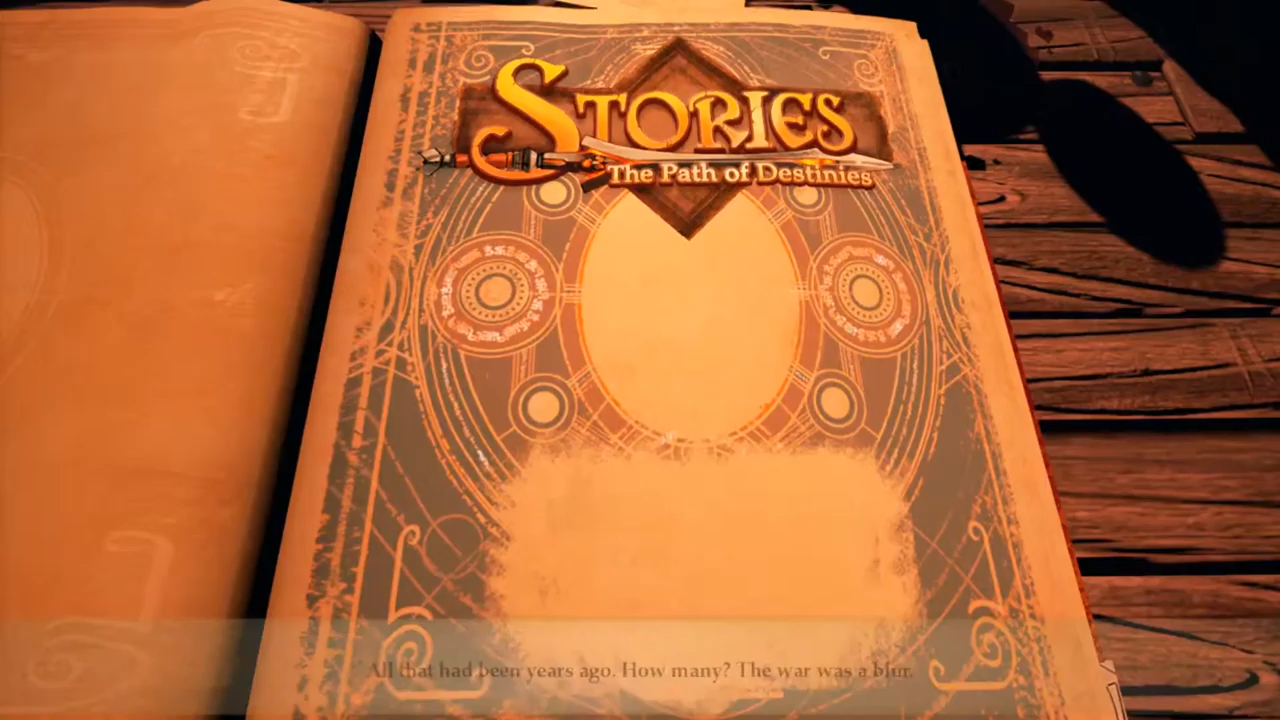 STORIES
The Path of Destinies
All that had been years ago. How many? The war was a blur.